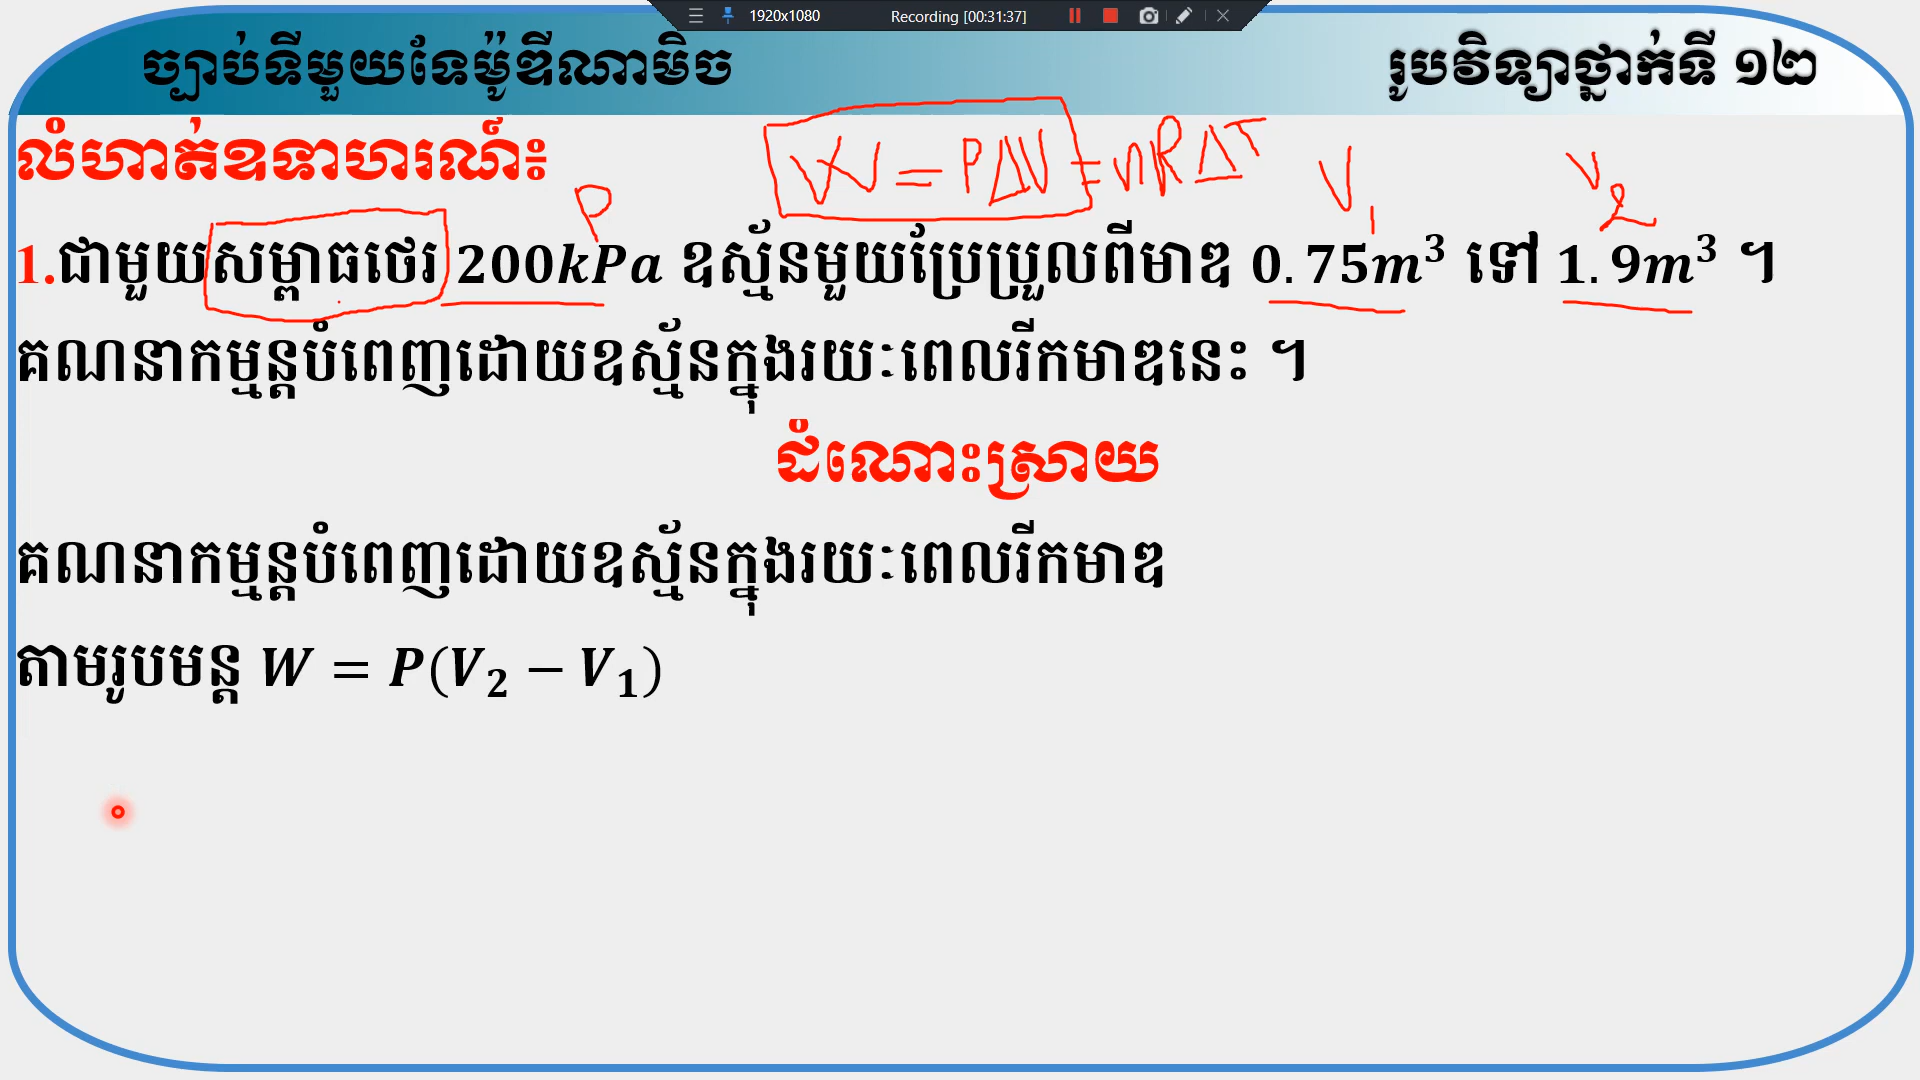 1920x1080 Recording [00:31:37]
ច្បាប់ទីមួយទែម៉ូឌីណាមិច
រូបវិទ្យាថ្នាក់ទី ១២
លំហាត់ឧទាហរណ៍៖
W = PΔV = nRΔT
P
V₁
V₂
1.ជាមួយសម្ពាធថេរ 200kPa ឧស្ម័នមួយប្រែប្រួលពីមាឌ 0.75m³ ទៅ 1.9m³ ។
គណនាកម្មន្តបំពេញដោយឧស្ម័នក្នុងរយៈពេលរីកមាឌនេះ ។
ដំណោះស្រាយ
គណនាកម្មន្តបំពេញដោយឧស្ម័នក្នុងរយៈពេលរីកមាឌ
តាមរូបមន្ត W = P(V₂ − V₁)